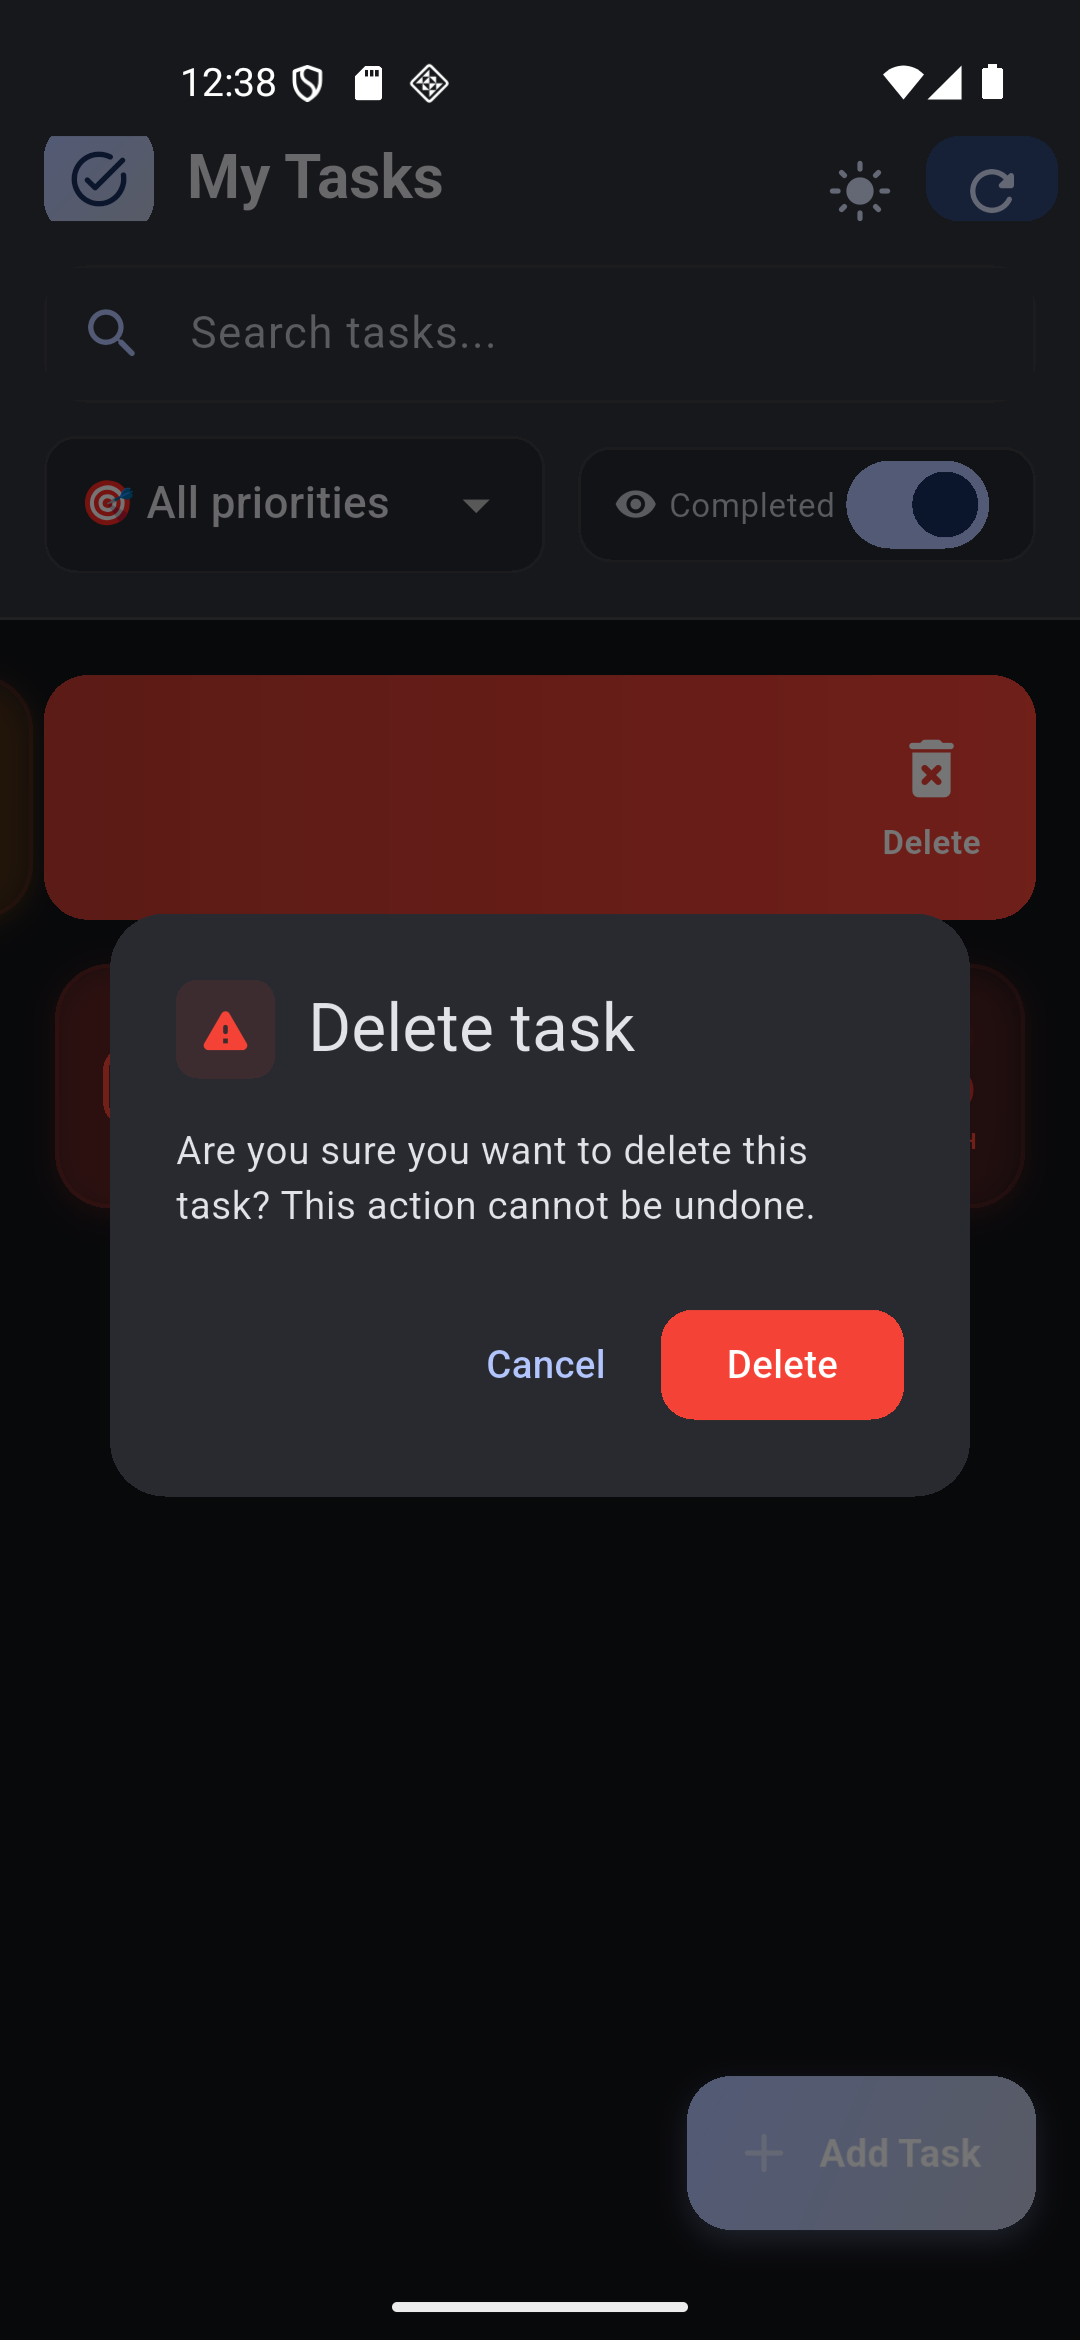 12:38
My Tasks
Search tasks...
All priorities
Completed
Delete
Delete task
Are you sure you want to delete this
task? This action cannot be undone.
Cancel
Delete
Add Task